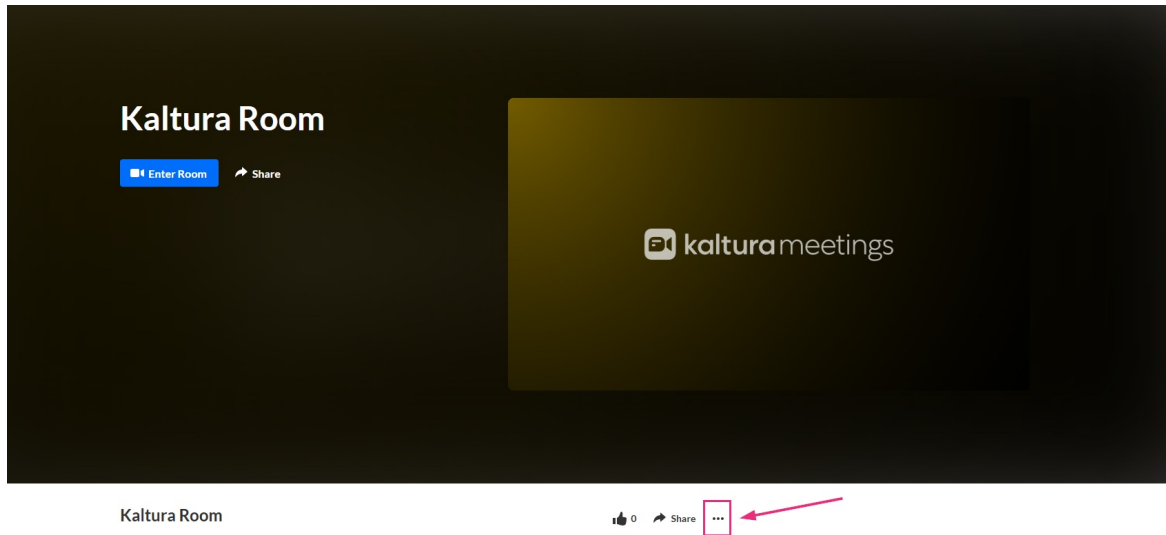 Kaltura Room
Enter Room Share
kaltura meetings
Kaltura Room
0 Share ...